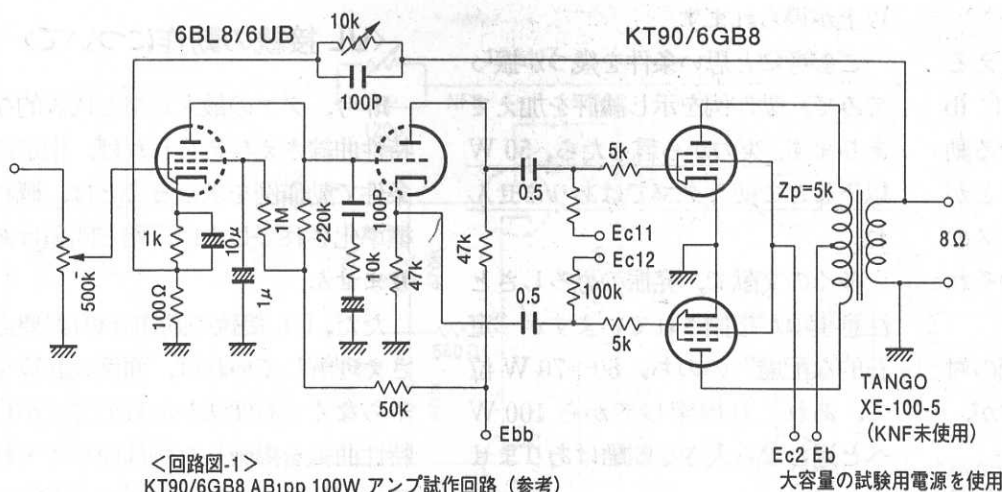 6BL8/6UB
10k
100P
KT90/6GB8
5k
Zp=5k
0.5
Ec11
Ec12
8Ω
1k
10μ
1M
220k
100P
47k
500k
100Ω
1μ
10k
47k
0.5
100k
5k
50k
Ebb
TANGO
XE-100-5
(KNF未使用)
Ec2 Eb
<回路図-1>
KT90/6GB8 AB1pp 100W アンプ試作回路(参考)
大容量の試験用電源を使用